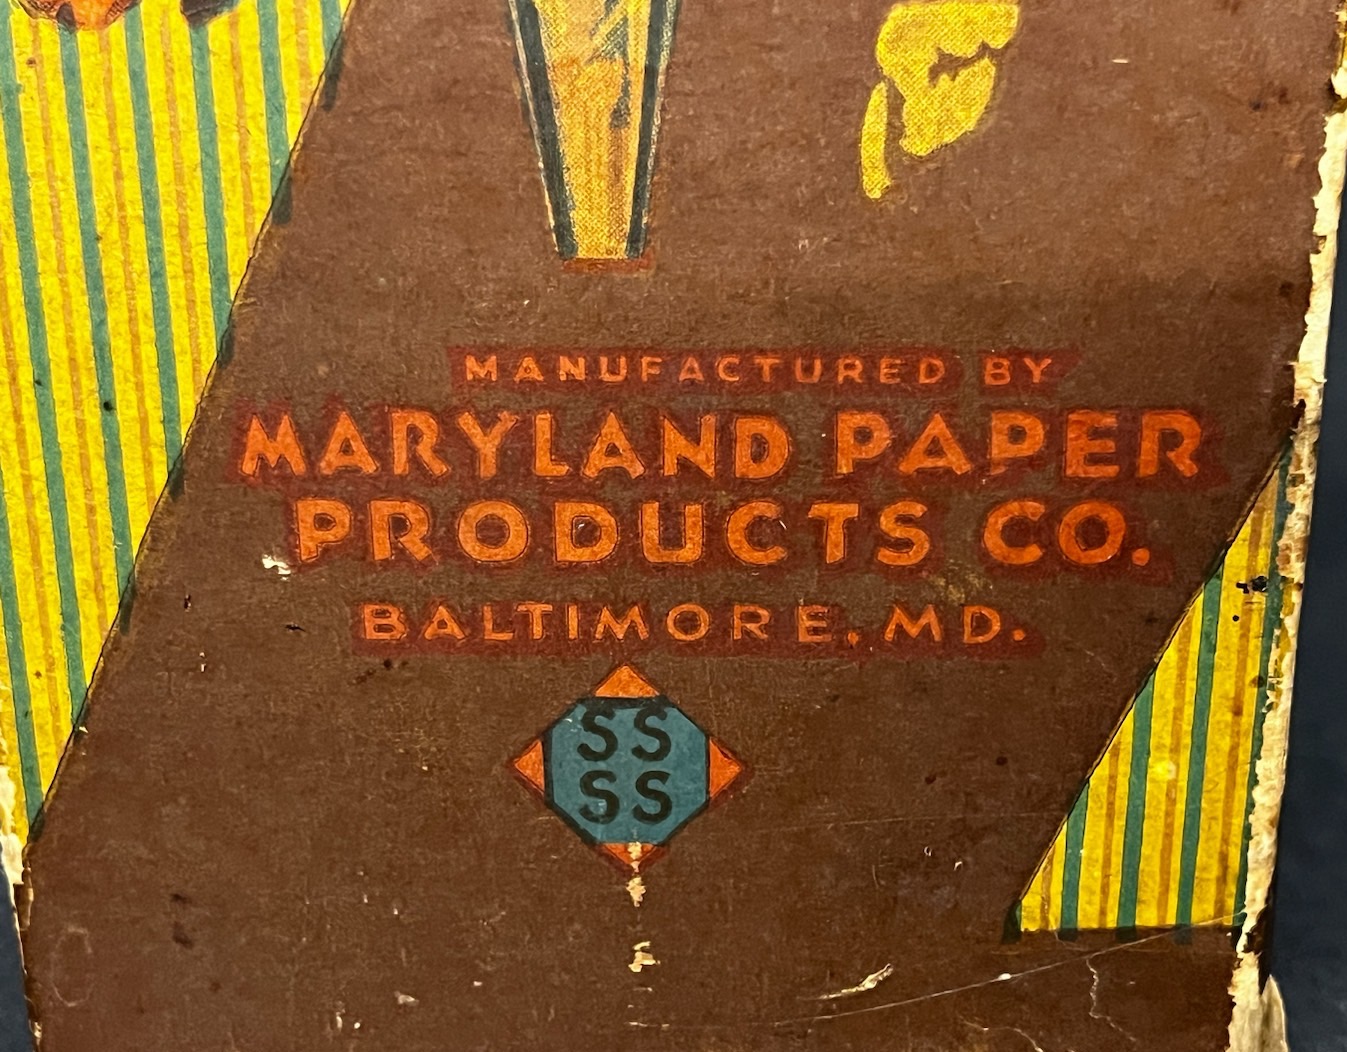 MANUFACTURED BY
MARYLAND PAPER
PRODUCTS CO.
BALTIMORE, MD.
SS
SS